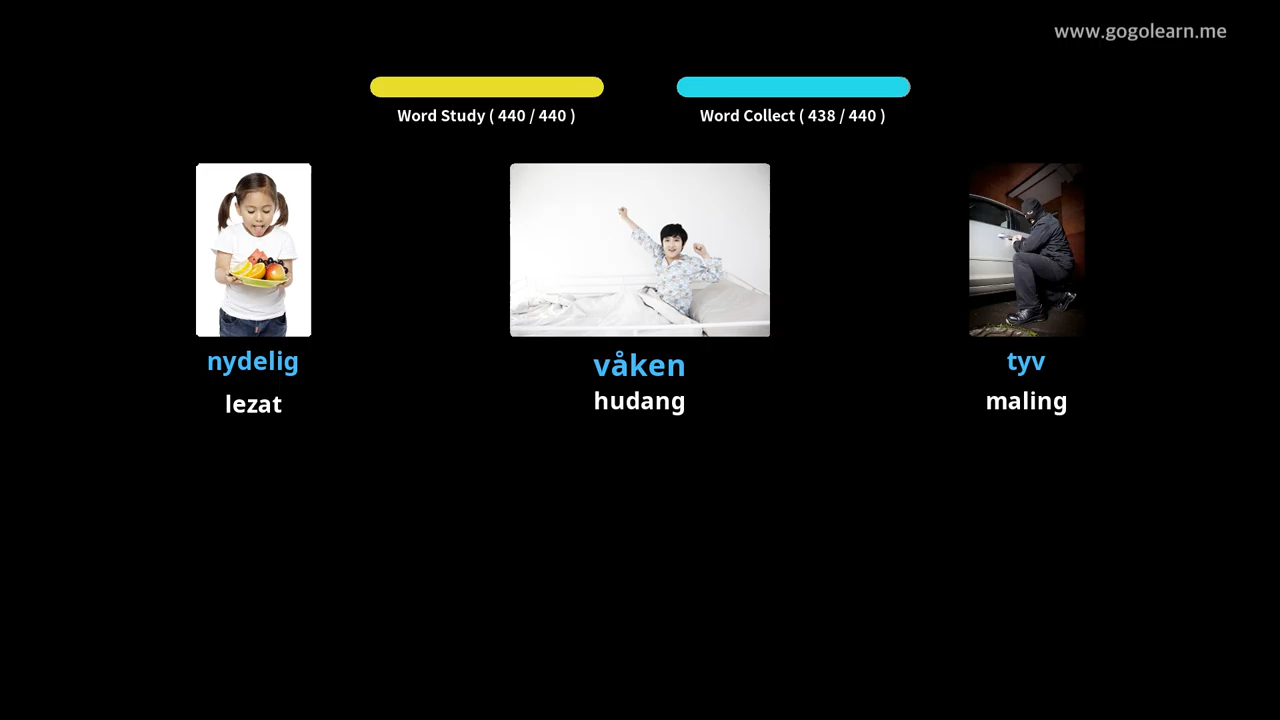 www.gogolearn.me
Word Study ( 440 / 440 )
Word Collect ( 438 / 440 )
nydelig
lezat
våken
hudang
tyv
maling